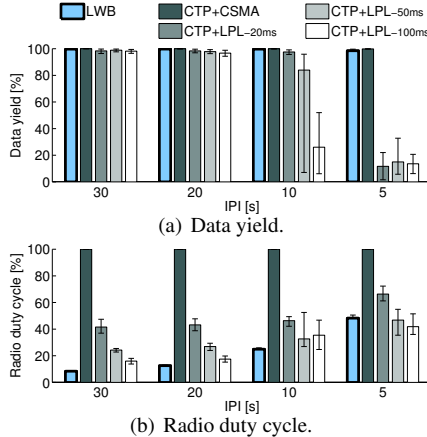 LWB CTP+CSMA CTP+LPL−50ms
CTP+LPL−20ms CTP+LPL−100ms
Data yield [%]
100
80
60
40
20
0
30 20 10 5
IPI [s]
(a) Data yield.
Radio duty cycle [%]
100
80
60
40
20
0
30 20 10 5
IPI [s]
(b) Radio duty cycle.